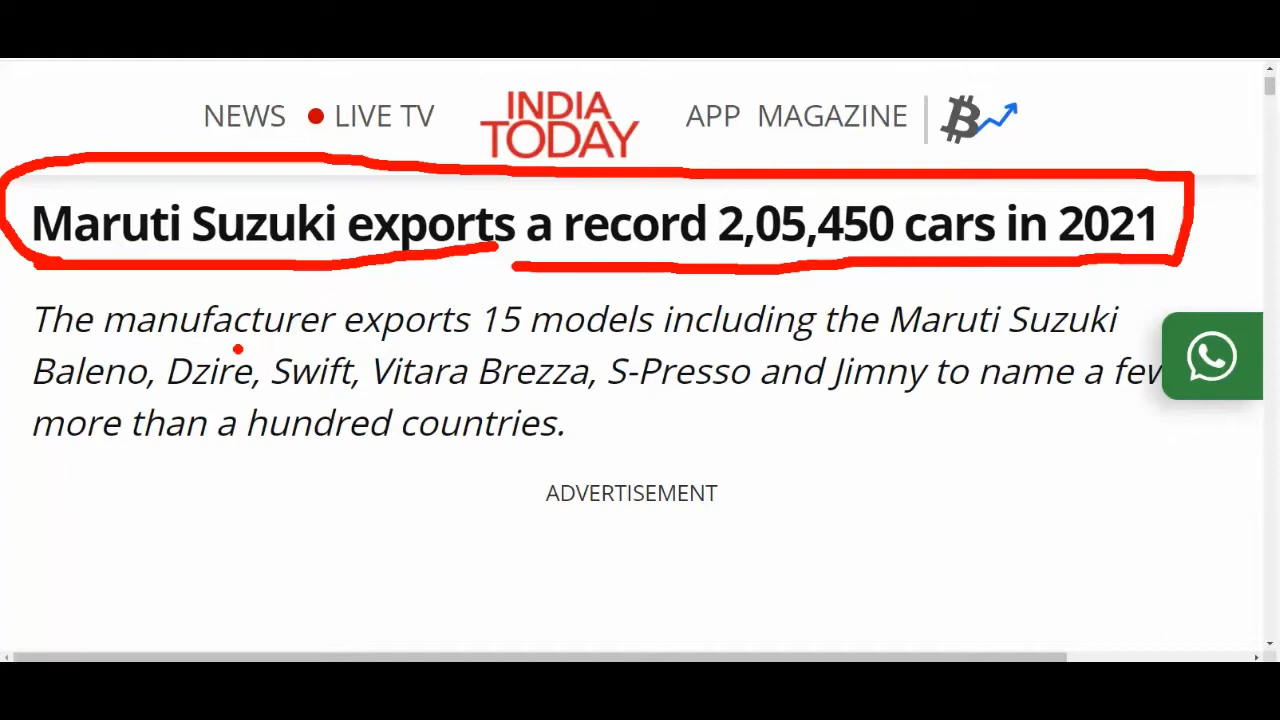 NEWS LIVE TV INDIA TODAY APP MAGAZINE
Maruti Suzuki exports a record 2,05,450 cars in 2021
The manufacturer exports 15 models including the Maruti Suzuki
Baleno, Dzire, Swift, Vitara Brezza, S-Presso and Jimny to name a few
more than a hundred countries.
ADVERTISEMENT